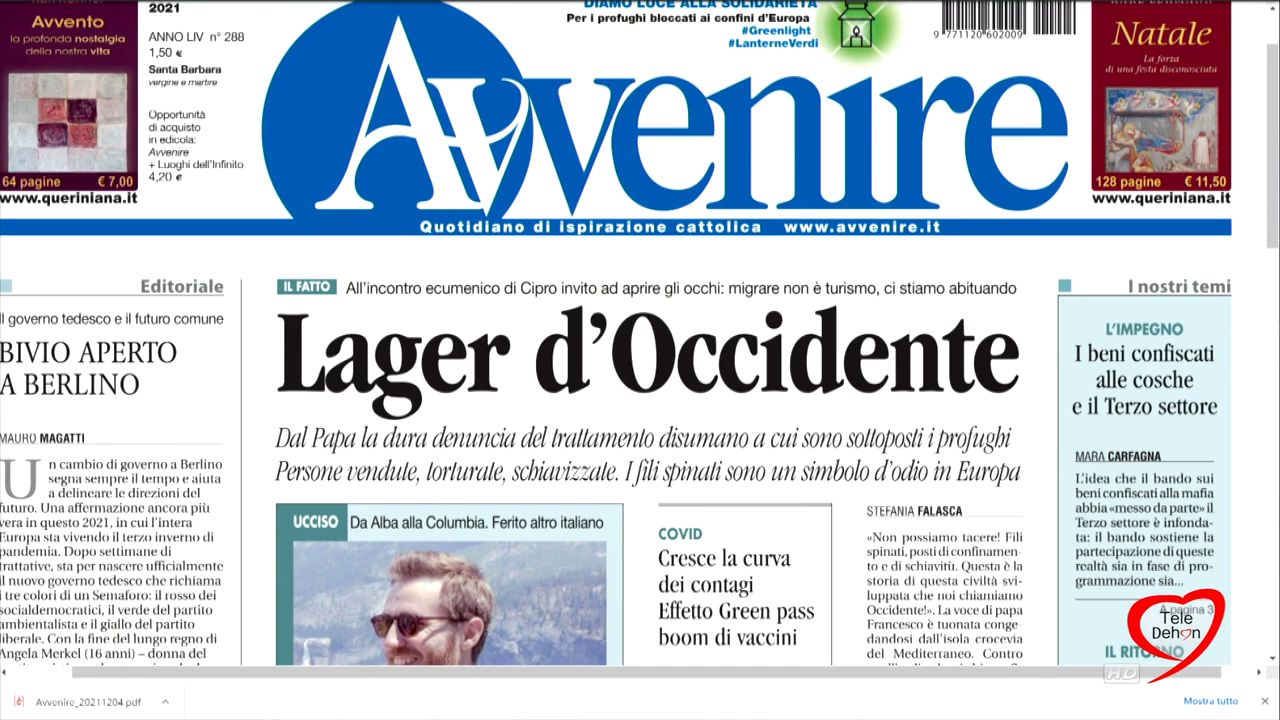 Avvento
la profonda nostalgia
della nostra vita
64 pagine € 7,00
www.queriniana.it
2021
ANNO LIV n° 288
1,50 €
Santa Barbara
vergine e martire
Opportunità
di acquisto
in edicola:
Avvenire
+ Luoghi dell'Infinito
4,20 €
DIAMO LUCE ALLA SOLIDARIETÀ
Per i profughi bloccati ai confini d'Europa
#Greenlight
#LanterneVerdi
9 771120 602009
Avvenire
Quotidiano di ispirazione cattolica www.avvenire.it
Natale
La forza
di una festa disconosciuta
128 pagine € 11,50
www.queriniana.it
Editoriale
Il governo tedesco e il futuro comune
BIVIO APERTO
A BERLINO
MAURO MAGATTI
Un cambio di governo a Berlino
segna sempre il tempo e aiuta
a delineare le direzioni del
futuro. Una affermazione ancora più
vera in questo 2021, in cui l'intera
Europa sta vivendo il terzo inverno di
pandemia. Dopo settimane di
trattative, sta per nascere ufficialmente
il nuovo governo tedesco che richiama
i tre colori di un Semaforo: il rosso dei
socialdemocratici, il verde del partito
ambientalista e il giallo del partito
liberale. Con la fine del lungo regno di
Angela Merkel (16 anni) – donna del
IL FATTO All'incontro ecumenico di Cipro invito ad aprire gli occhi: migrare non è turismo, ci stiamo abituando
Lager d'Occidente
Dal Papa la dura denuncia del trattamento disumano a cui sono sottoposti i profughi
Persone vendute, torturate, schiavizzate. I fili spinati sono un simbolo d'odio in Europa
UCCISO Da Alba alla Columbia. Ferito altro italiano
COVID
Cresce la curva
dei contagi
Effetto Green pass
boom di vaccini
STEFANIA FALASCA
«Non possiamo tacere! Fili
spinati, posti di confinamen-
to e di schiavitù. Questa è la
storia di questa civiltà svi-
luppata che noi chiamiamo
Occidente!». La voce di papa
Francesco è tuonata conge-
dandosi dall'isola crocevia
del Mediterraneo. Contro
I nostri temi
L'IMPEGNO
I beni confiscati
alle cosche
e il Terzo settore
MARA CARFAGNA
L'idea che il bando sui
beni confiscati alla mafia
abbia «messo da parte» il
Terzo settore è infonda-
ta: il bando sostiene la
partecipazione di queste
realtà sia in fase di pro-
grammazione sia...
A pagina 3
IL RITORNO
Tele
Dehon
HD
Avvenire_20211204.pdf
Mostra tutto